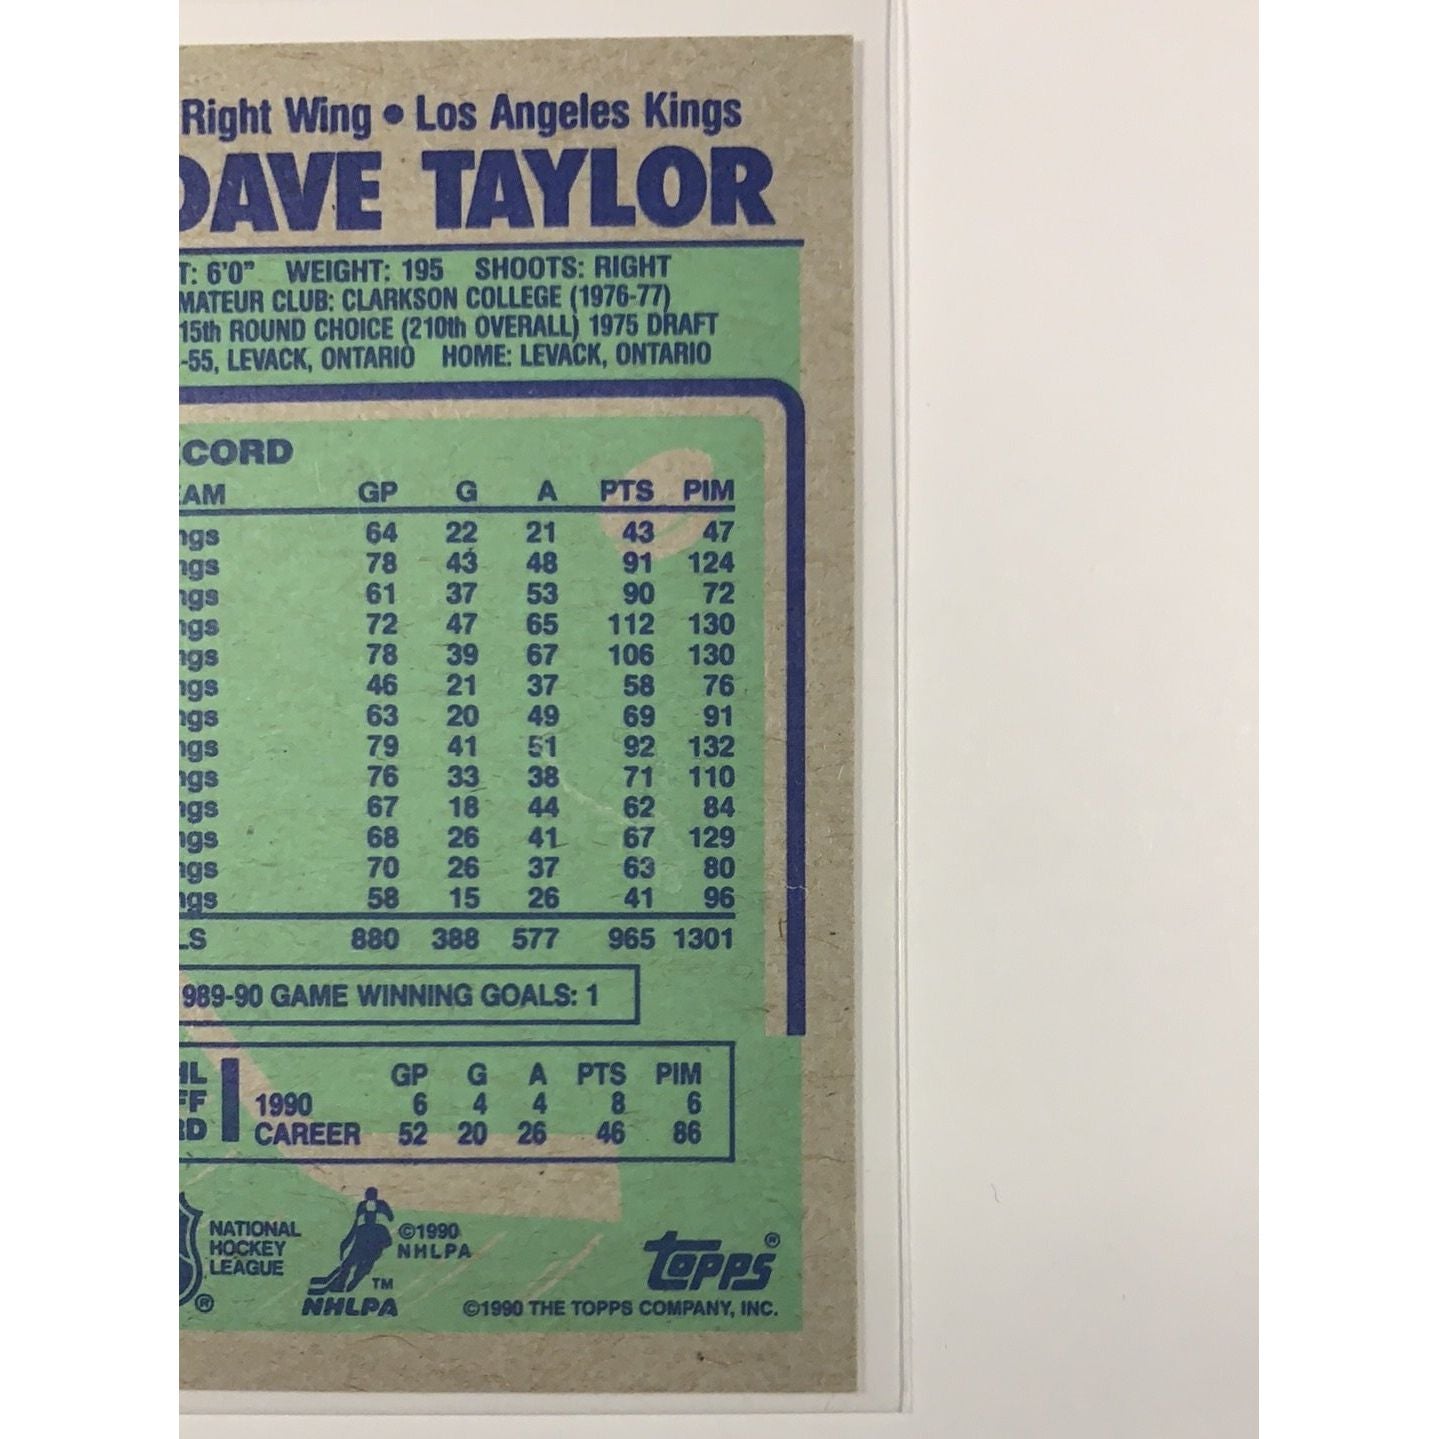 Right Wing • Los Angeles Kings
DAVE TAYLOR
T: 6'0" WEIGHT: 195 SHOOTS: RIGHT
MATEUR CLUB: CLARKSON COLLEGE (1976-77)
15th ROUND CHOICE (210th OVERALL) 1975 DRAFT
-55, LEVACK, ONTARIO HOME: LEVACK, ONTARIO
CORD
AM GP G A PTS PIM
ngs 64 22 21 43 47
ngs 78 43 48 91 124
ngs 61 37 53 90 72
ngs 72 47 65 112 130
ngs 78 39 67 106 130
ngs 46 21 37 58 76
ngs 63 20 49 69 91
ngs 79 41 51 92 132
ngs 76 33 38 71 110
ngs 67 18 44 62 84
ngs 68 26 41 67 129
ngs 70 26 37 63 80
ngs 58 15 26 41 96
LS 880 388 577 965 1301
989-90 GAME WINNING GOALS: 1
HL GP G A PTS PIM
FF 1990 6 4 4 8 6
RD CAREER 52 20 26 46 86
NATIONAL HOCKEY LEAGUE ®
©1990 NHLPA
TM
NHLPA
TOPPS ®
©1990 THE TOPPS COMPANY, INC.